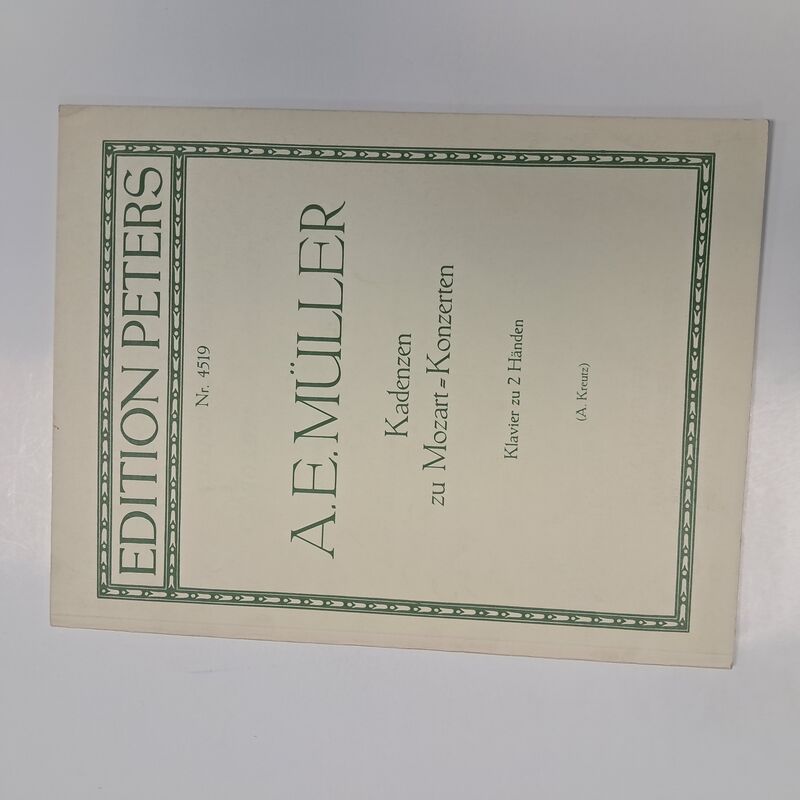 EDITION PETERS
Nr. 4519
A.E. MÜLLER
Kadenzen
zu Mozart=Konzerten
Klavier zu 2 Händen
(A. Kreutz)